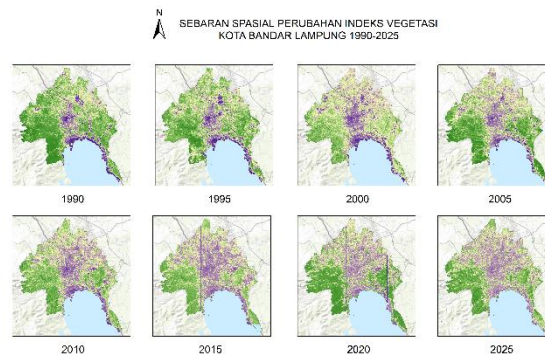 N
SEBARAN SPASIAL PERUBAHAN INDEKS VEGETASI
KOTA BANDAR LAMPUNG 1990-2025
1990
1995
2000
2005
2010
2015
2020
2025